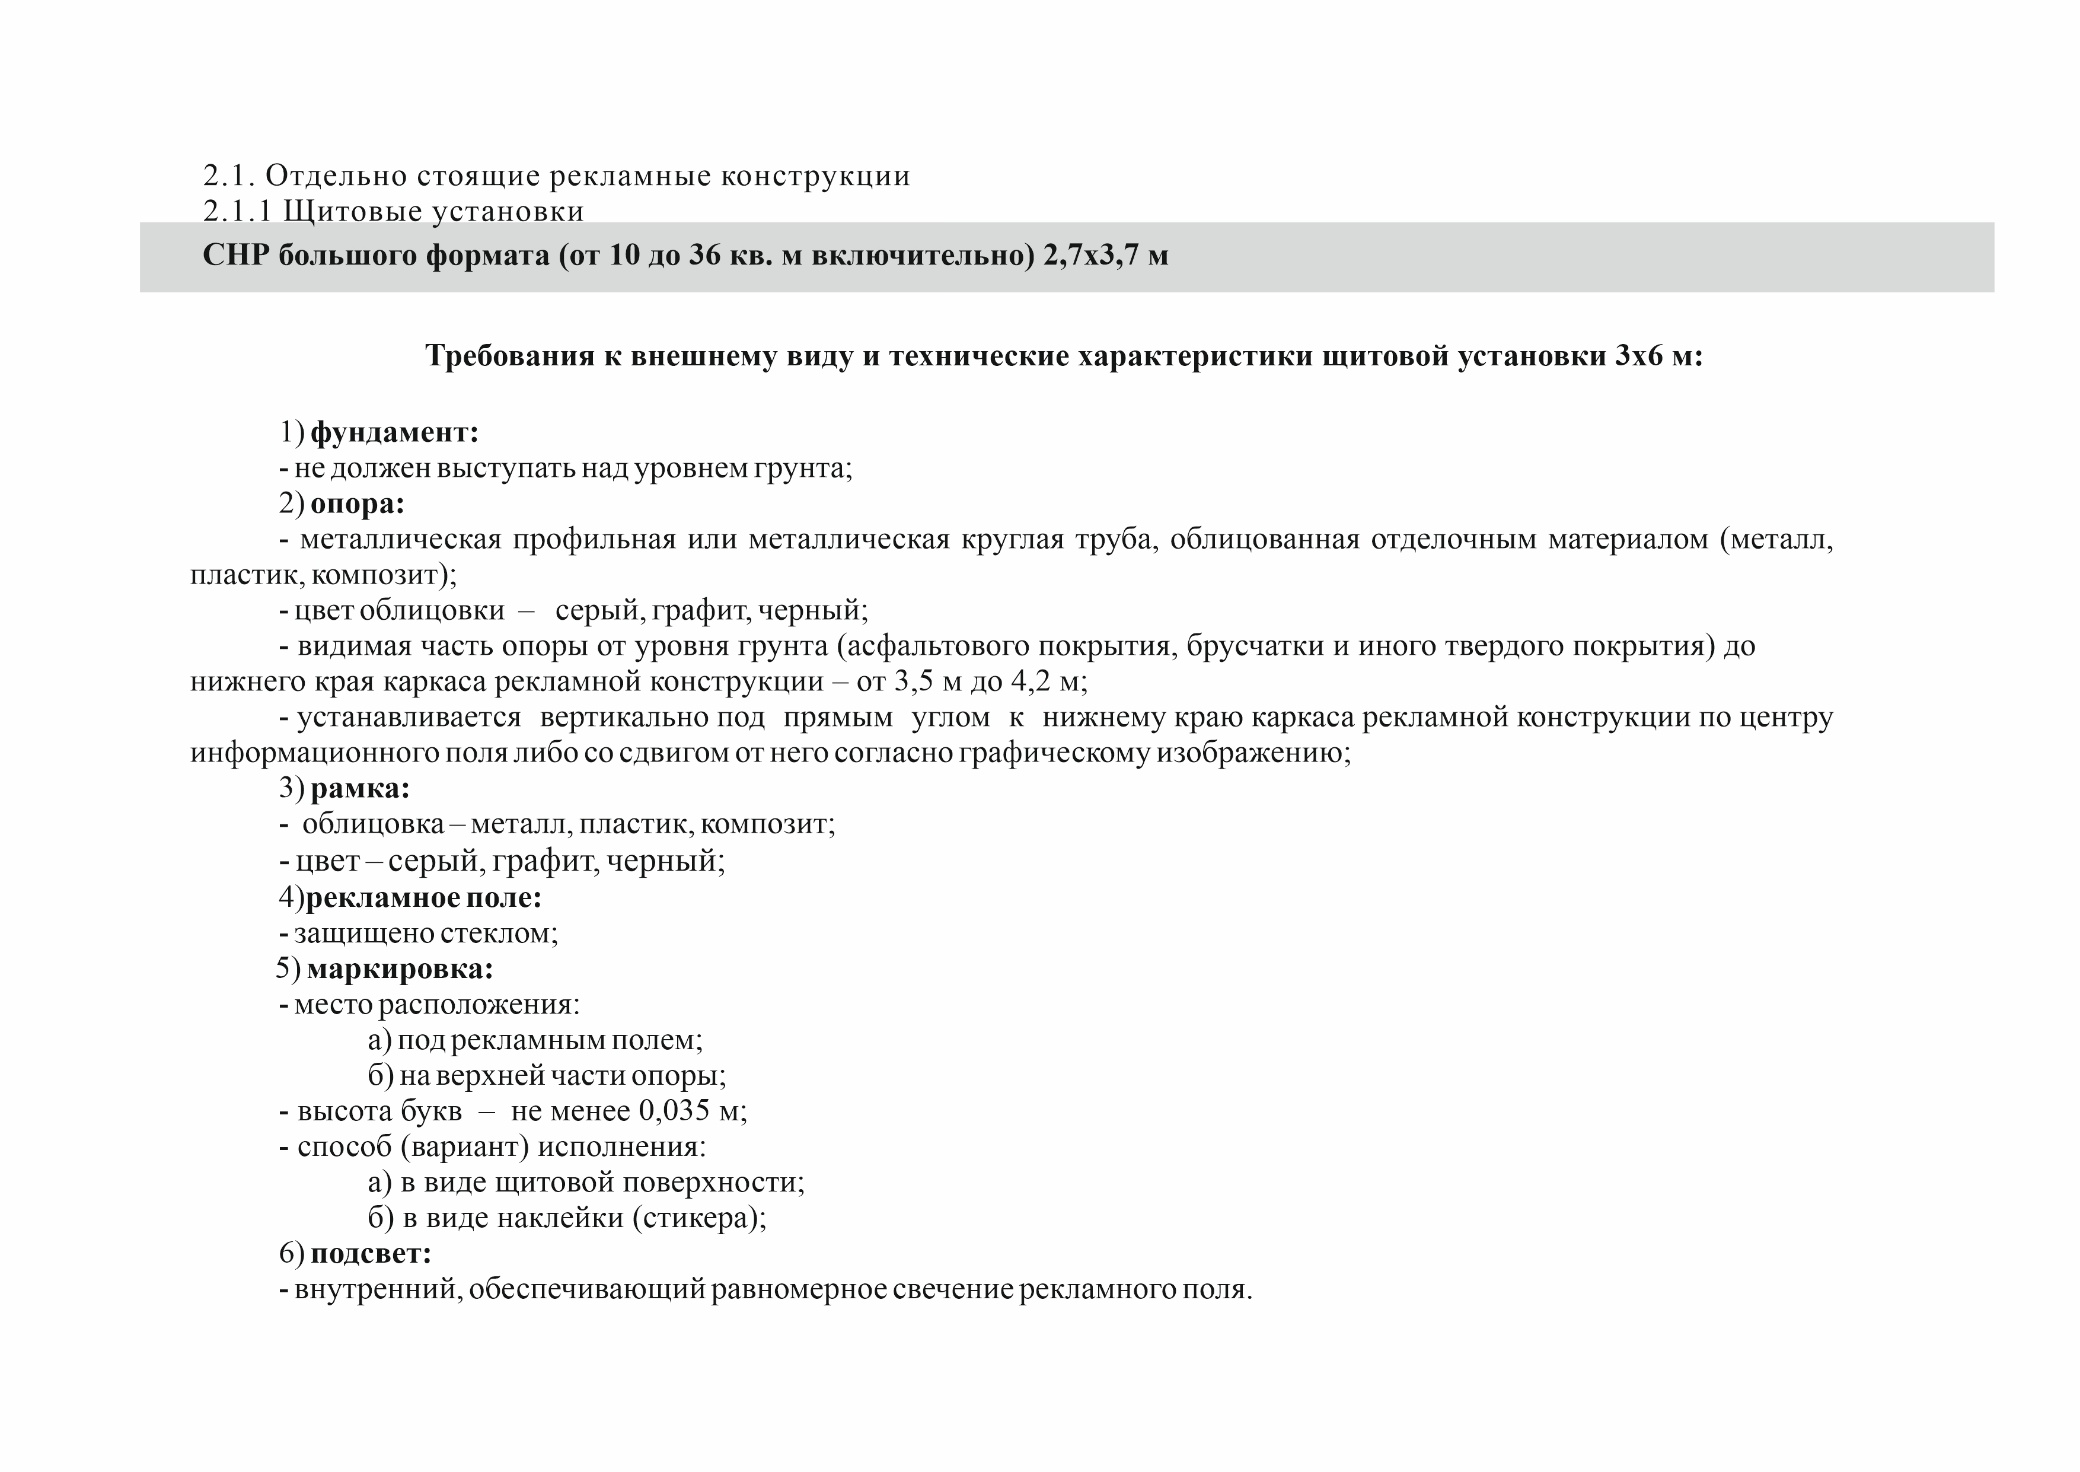 2.1. Отдельно стоящие рекламные конструкции
2.1.1 Щитовые установки
СНР большого формата (от 10 до 36 кв. м включительно) 2,7х3,7 м
Требования к внешнему виду и технические характеристики щитовой установки 3х6 м:
1) фундамент:
- не должен выступать над уровнем грунта;
2) опора:
- металлическая профильная или металлическая круглая труба, облицованная отделочным материалом (металл,
пластик, композит);
- цвет облицовки – серый, графит, черный;
- видимая часть опоры от уровня грунта (асфальтового покрытия, брусчатки и иного твердого покрытия) до
нижнего края каркаса рекламной конструкции – от 3,5 м до 4,2 м;
- устанавливается вертикально под прямым углом к нижнему краю каркаса рекламной конструкции по центру
информационного поля либо со сдвигом от него согласно графическому изображению;
3) рамка:
- облицовка – металл, пластик, композит;
- цвет – серый, графит, черный;
4)рекламное поле:
- защищено стеклом;
5) маркировка:
- место расположения:
а) под рекламным полем;
б) на верхней части опоры;
- высота букв – не менее 0,035 м;
- способ (вариант) исполнения:
а) в виде щитовой поверхности;
б) в виде наклейки (стикера);
6) подсвет:
- внутренний, обеспечивающий равномерное свечение рекламного поля.